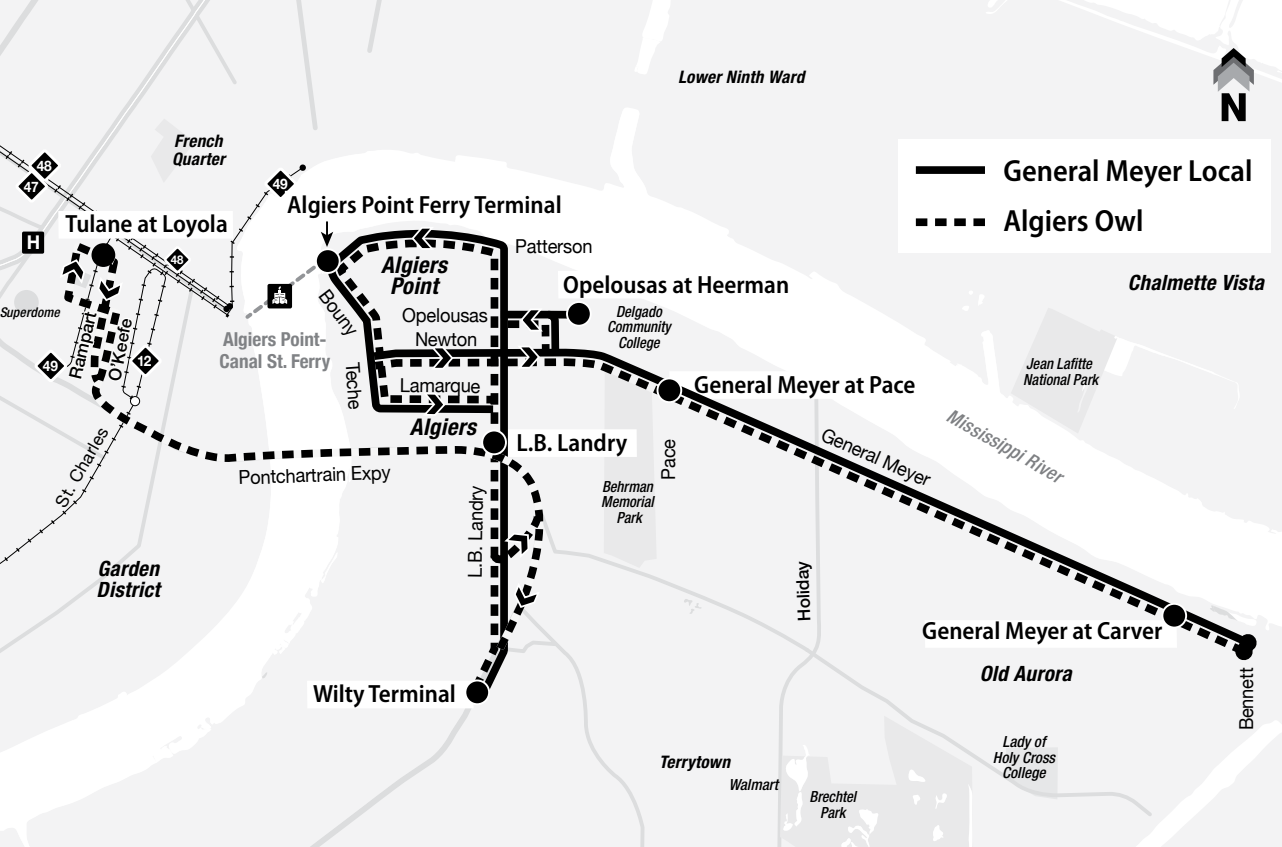 Lower Ninth Ward
N
French
Quarter
48
47
49
General Meyer Local
Algiers Owl
Tulane at Loyola
Algiers Point Ferry Terminal
H
48
Patterson
Algiers
Point
Opelousas at Heerman
Chalmette Vista
Superdome
Bouny
Opelousas
Delgado
Community
College
Newton
Algiers Point-
Canal St. Ferry
Rampart
O'Keefe
49
12
Teche
Lamarque
General Meyer at Pace
Jean Lafitte
National Park
Algiers
L.B. Landry
Mississippi River
General Meyer
Pace
St. Charles
Pontchartrain Expy
Behrman
Memorial
Park
L.B. Landry
Garden
District
Holiday
General Meyer at Carver
Old Aurora
Wilty Terminal
Bennett
Terrytown
Walmart
Lady of
Holy Cross
College
Brechtel
Park